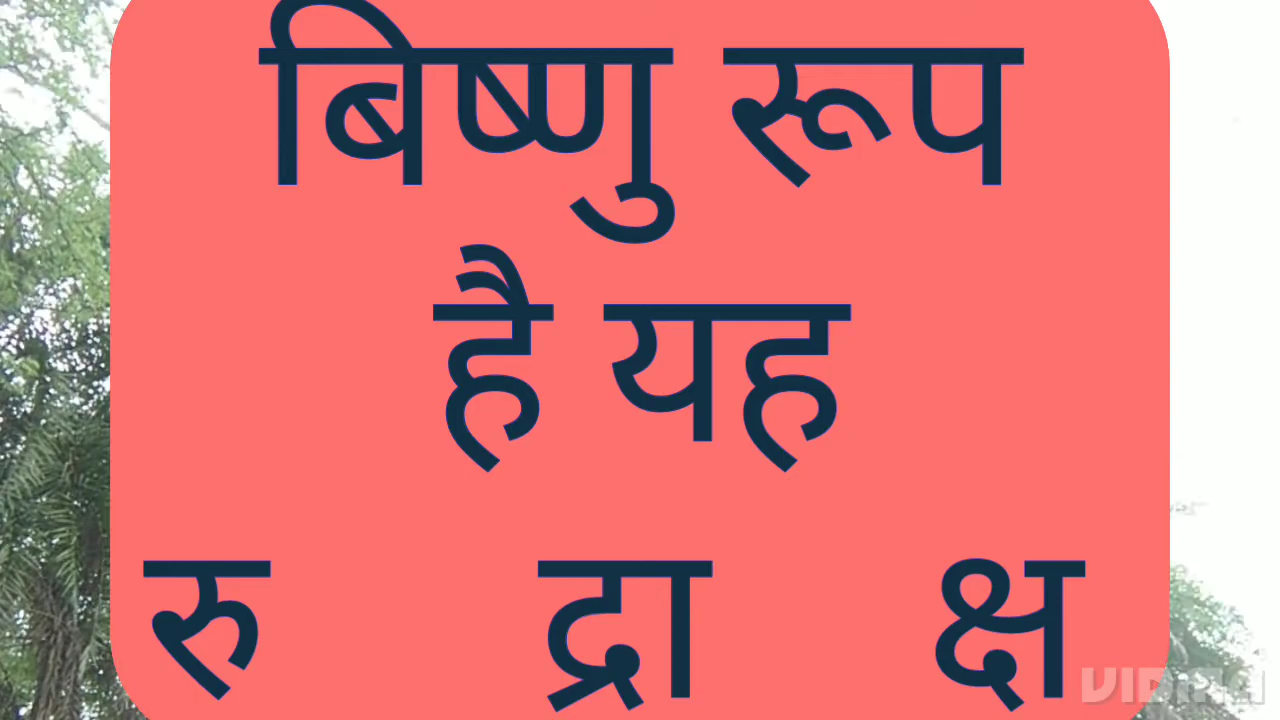 बिष्णु रूप
है यह
रु द्रा क्ष